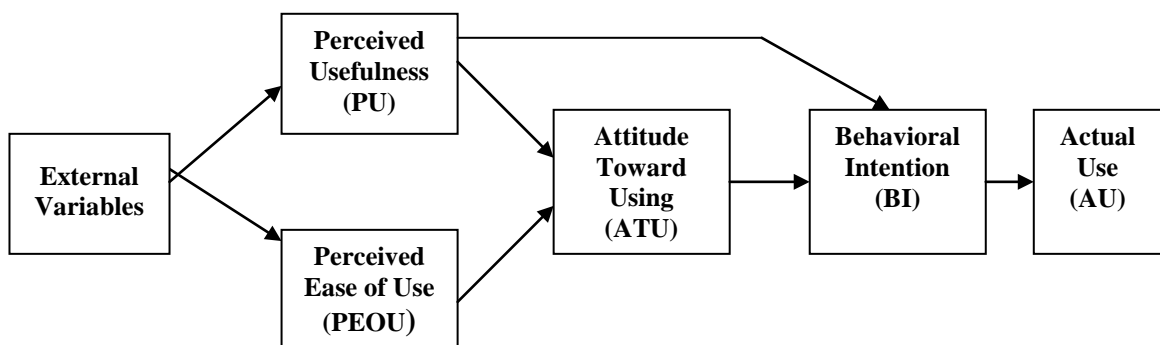 External
Variables
Perceived
Usefulness
(PU)
Perceived
Ease of Use
(PEOU)
Attitude
Toward
Using
(ATU)
Behavioral
Intention
(BI)
Actual
Use
(AU)